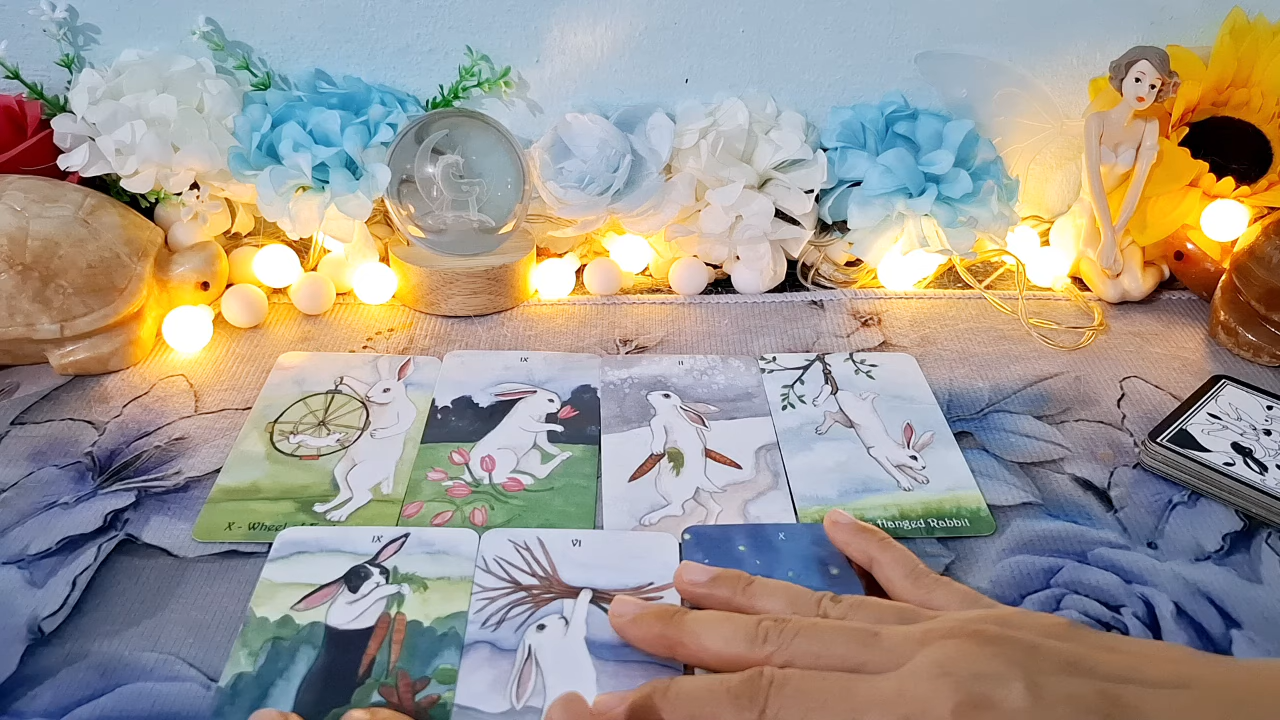 IX
II
X - Wheel
Hanged Rabbit
IX
VI
X